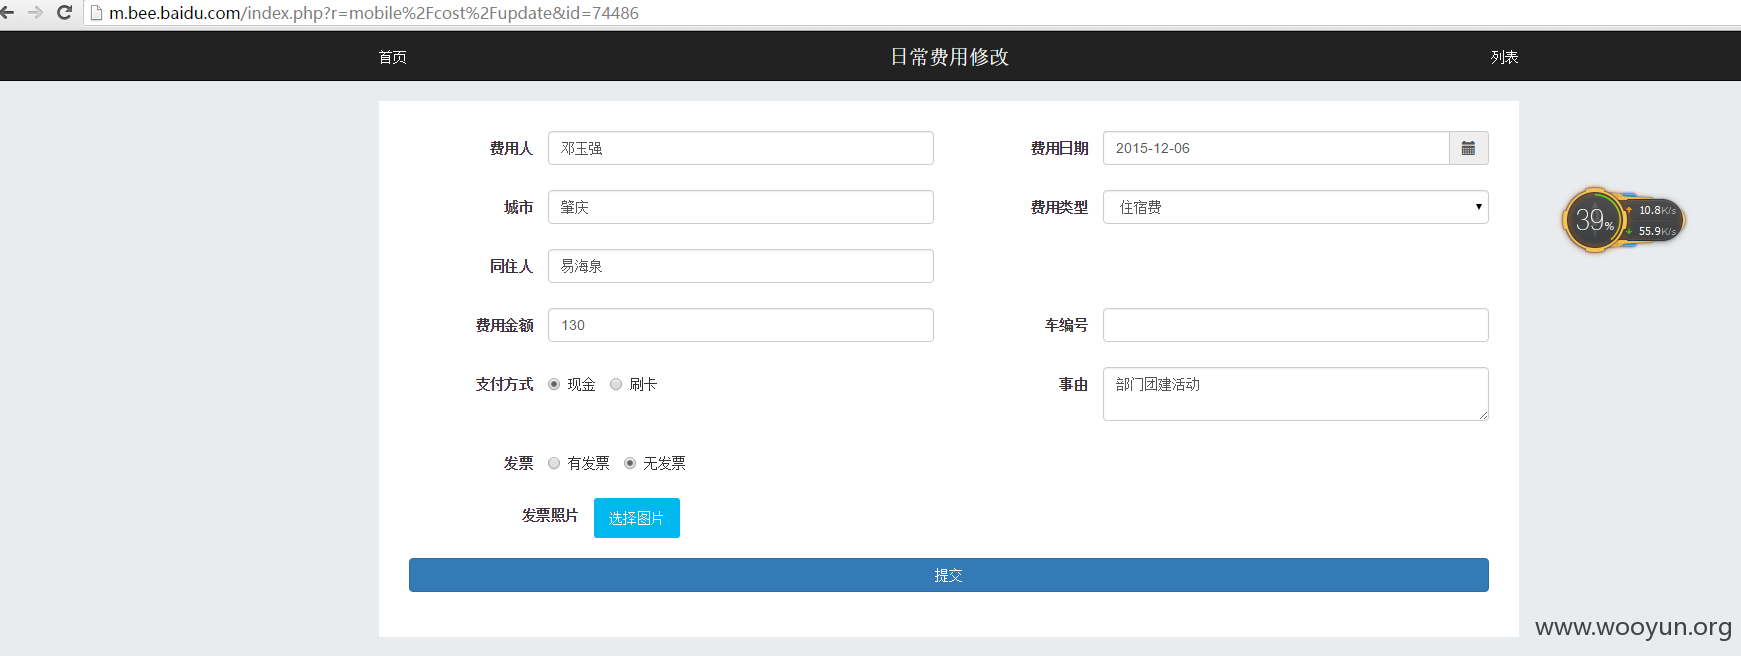 m.bee.baidu.com/index.php?r=mobile%2Fcost%2Fupdate&id=74486
首页 日常费用修改 列表
费用人 邓玉强 费用日期 2015-12-06
城市 肇庆 费用类型 住宿费
同住人 易海泉
费用金额 130 车编号
支付方式 现金 刷卡 事由 部门团建活动
发票 有发票 无发票
发票照片 选择图片
提交
39% 10.8K/s
55.9K/s
www.wooyun.org